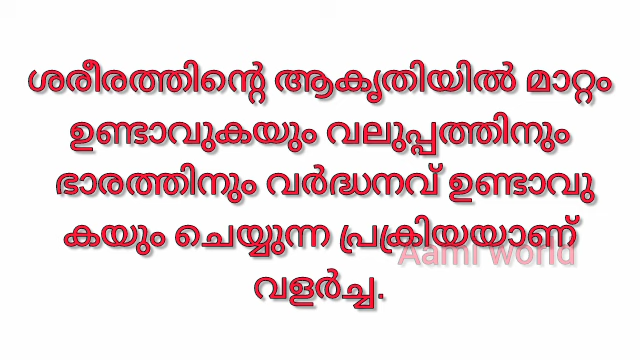 ശരീരത്തിന്റെ ആകൃതിയിൽ മാറ്റം
ഉണ്ടാവുകയും വലുപ്പത്തിനും
ഭാരത്തിനും വർദ്ധനവ് ഉണ്ടാവു
കയും ചെയ്യുന്ന പ്രക്രിയയാണ്
Aami world
വളർച്ച.